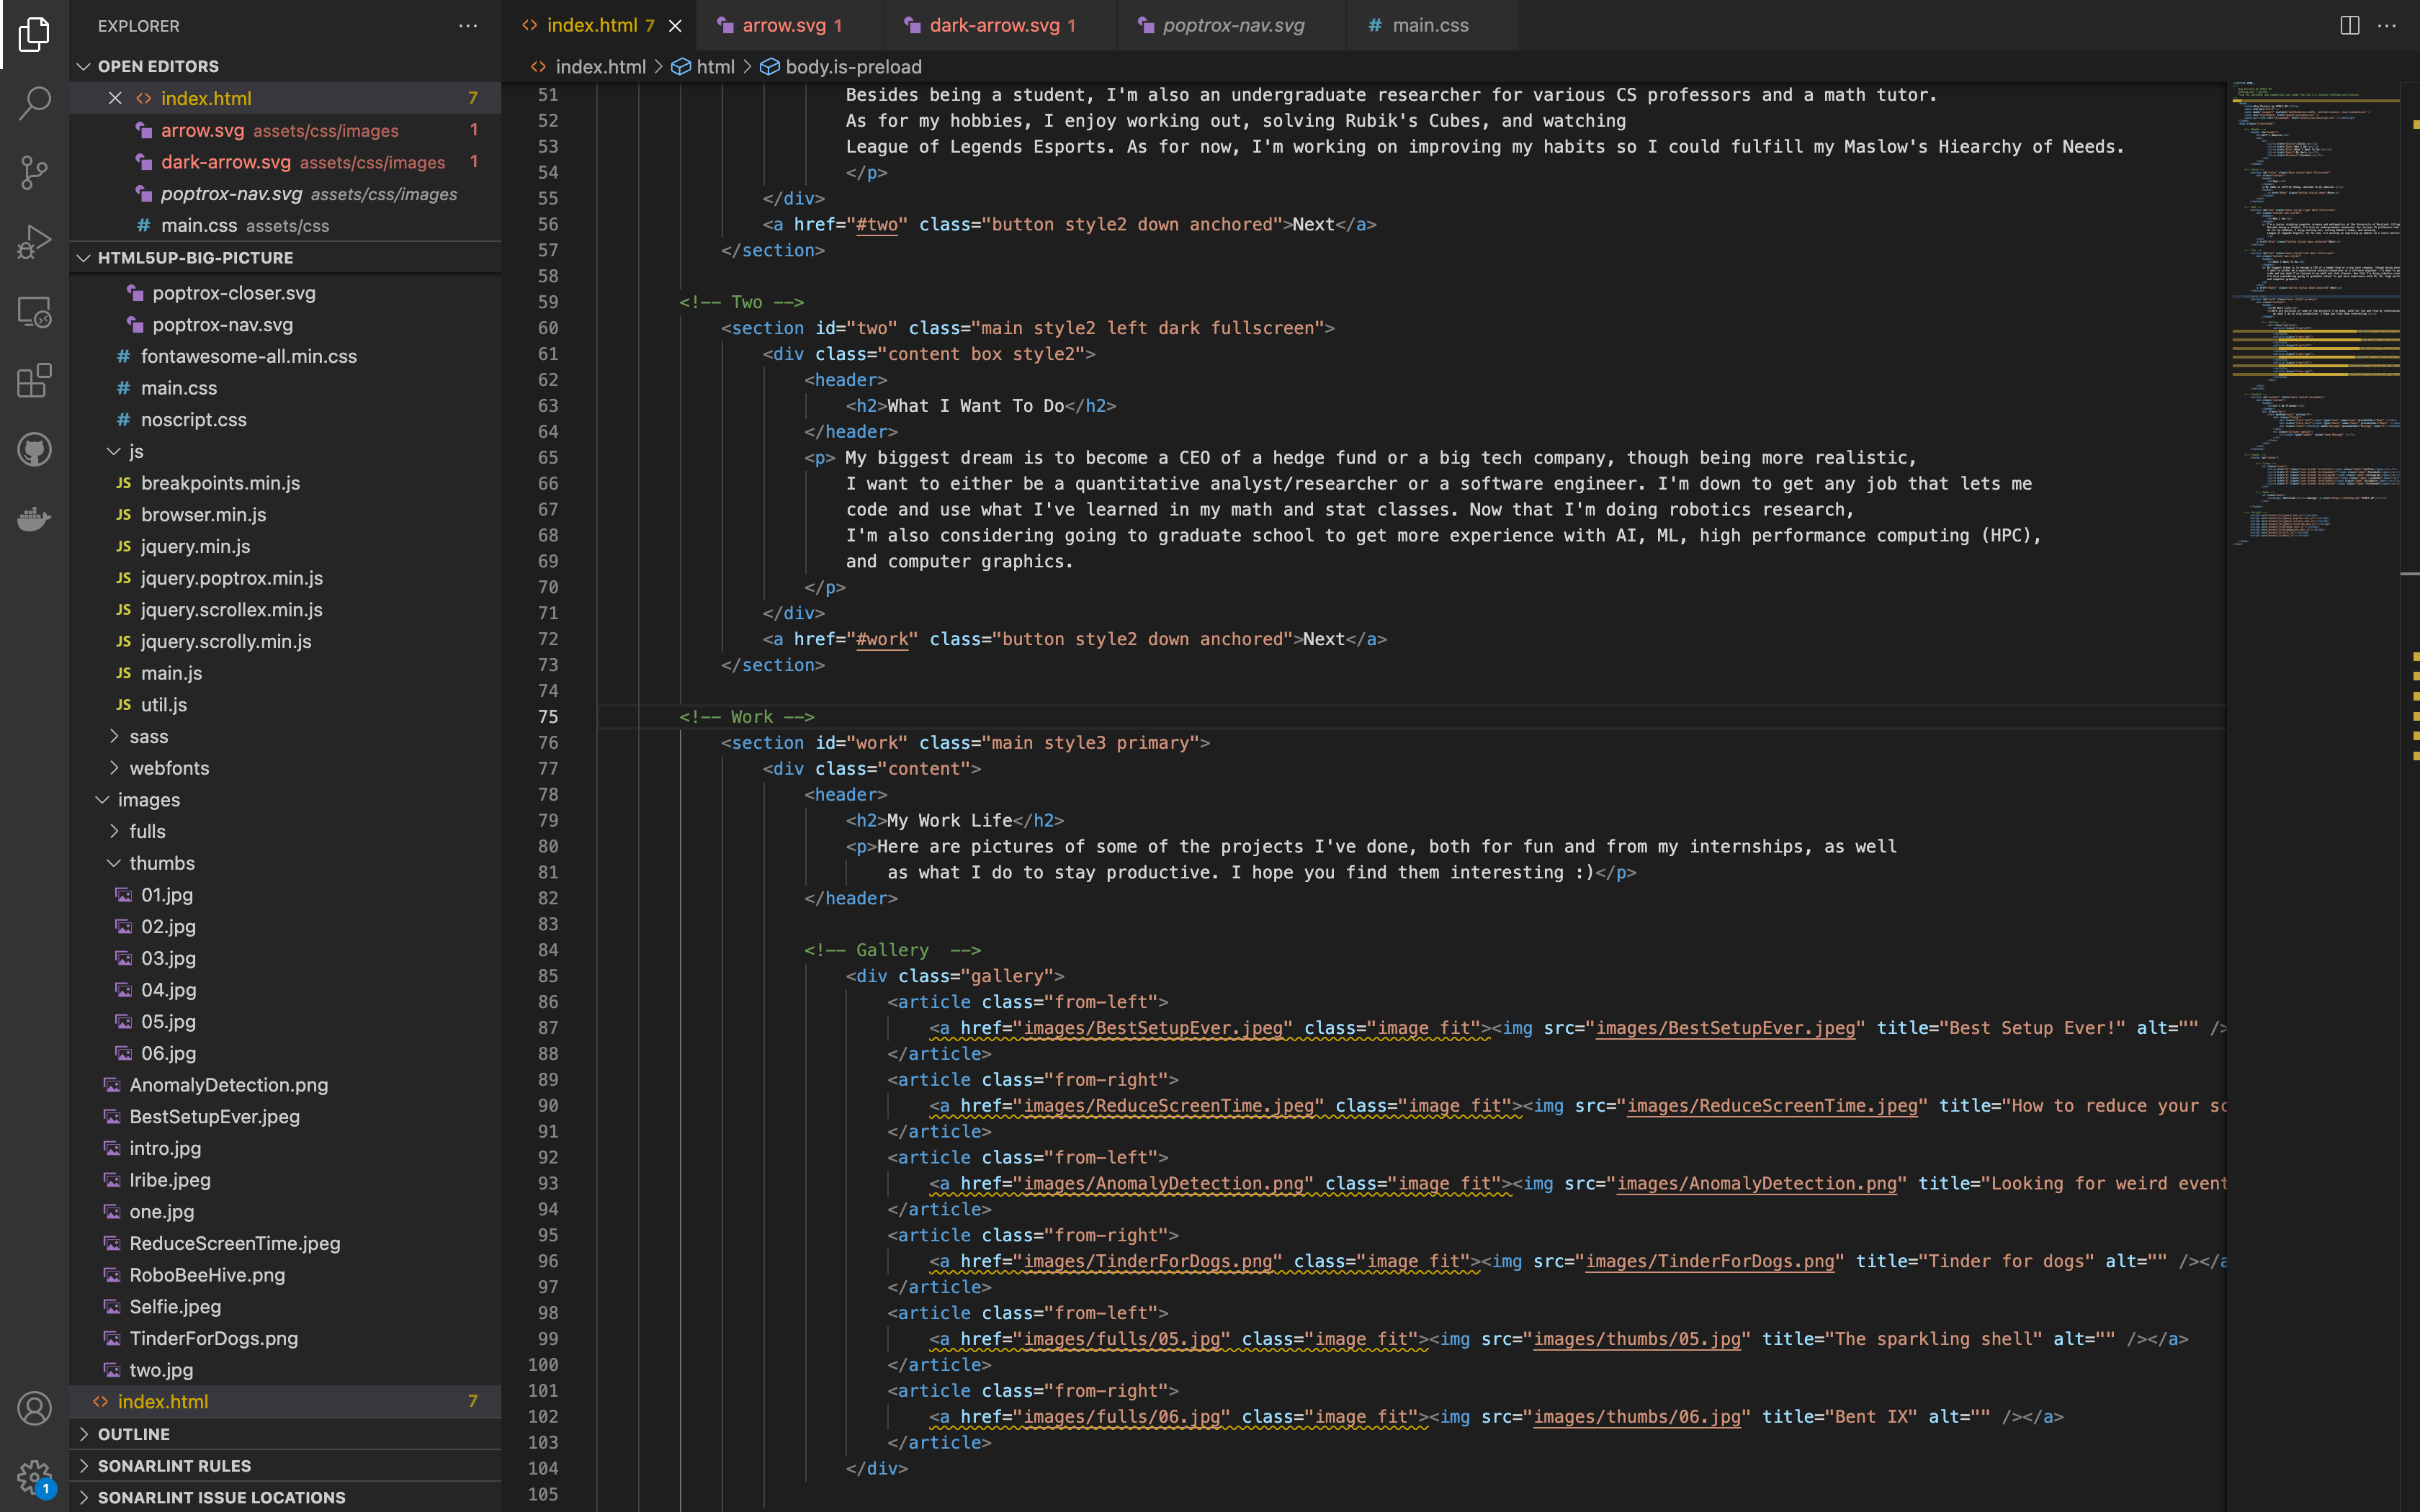 EXPLORER
OPEN EDITORS
index.html 7
arrow.svg assets/css/images 1
dark-arrow.svg assets/css/images 1
poptrox-nav.svg assets/css/images
main.css assets/css
HTML5UP-BIG-PICTURE
poptrox-closer.svg
poptrox-nav.svg
fontawesome-all.min.css
main.css
noscript.css
js
breakpoints.min.js
browser.min.js
jquery.min.js
jquery.poptrox.min.js
jquery.scrollex.min.js
jquery.scrolly.min.js
main.js
util.js
sass
webfonts
images
fulls
thumbs
01.jpg
02.jpg
03.jpg
04.jpg
05.jpg
06.jpg
AnomalyDetection.png
BestSetupEver.jpeg
intro.jpg
Iribe.jpeg
one.jpg
ReduceScreenTime.jpeg
RoboBeeHive.png
Selfie.jpeg
TinderForDogs.png
two.jpg
index.html 7
OUTLINE
SONARLINT RULES
SONARLINT ISSUE LOCATIONS
1
index.html 7 arrow.svg 1 dark-arrow.svg 1 poptrox-nav.svg # main.css
index.html > html > body.is-preload
51 Besides being a student, I'm also an undergraduate researcher for various CS professors and a math tutor.
52 As for my hobbies, I enjoy working out, solving Rubik's Cubes, and watching
53 League of Legends Esports. As for now, I'm working on improving my habits so I could fulfill my Maslow's Hiearchy of Needs.
54 </p>
55 </div>
56 <a href="#two" class="button style2 down anchored">Next</a>
57 </section>
58
59 <!-- Two -->
60 <section id="two" class="main style2 left dark fullscreen">
61 <div class="content box style2">
62 <header>
63 <h2>What I Want To Do</h2>
64 </header>
65 <p> My biggest dream is to become a CEO of a hedge fund or a big tech company, though being more realistic,
66 I want to either be a quantitative analyst/researcher or a software engineer. I'm down to get any job that lets me
67 code and use what I've learned in my math and stat classes. Now that I'm doing robotics research,
68 I'm also considering going to graduate school to get more experience with AI, ML, high performance computing (HPC),
69 and computer graphics.
70 </p>
71 </div>
72 <a href="#work" class="button style2 down anchored">Next</a>
73 </section>
74
75 <!-- Work -->
76 <section id="work" class="main style3 primary">
77 <div class="content">
78 <header>
79 <h2>My Work Life</h2>
80 <p>Here are pictures of some of the projects I've done, both for fun and from my internships, as well
81 as what I do to stay productive. I hope you find them interesting :)</p>
82 </header>
83
84 <!-- Gallery  -->
85 <div class="gallery">
86 <article class="from-left">
87 <a href="images/BestSetupEver.jpeg" class="image fit"><img src="images/BestSetupEver.jpeg" title="Best Setup Ever!" alt="" />
88 </article>
89 <article class="from-right">
90 <a href="images/ReduceScreenTime.jpeg" class="image fit"><img src="images/ReduceScreenTime.jpeg" title="How to reduce your sc
91 </article>
92 <article class="from-left">
93 <a href="images/AnomalyDetection.png" class="image fit"><img src="images/AnomalyDetection.png" title="Looking for weird event
94 </article>
95 <article class="from-right">
96 <a href="images/TinderForDogs.png" class="image fit"><img src="images/TinderForDogs.png" title="Tinder for dogs" alt="" /></a
97 </article>
98 <article class="from-left">
99 <a href="images/fulls/05.jpg" class="image fit"><img src="images/thumbs/05.jpg" title="The sparkling shell" alt="" /></a>
100 </article>
101 <article class="from-right">
102 <a href="images/fulls/06.jpg" class="image fit"><img src="images/thumbs/06.jpg" title="Bent IX" alt="" /></a>
103 </article>
104 </div>
105